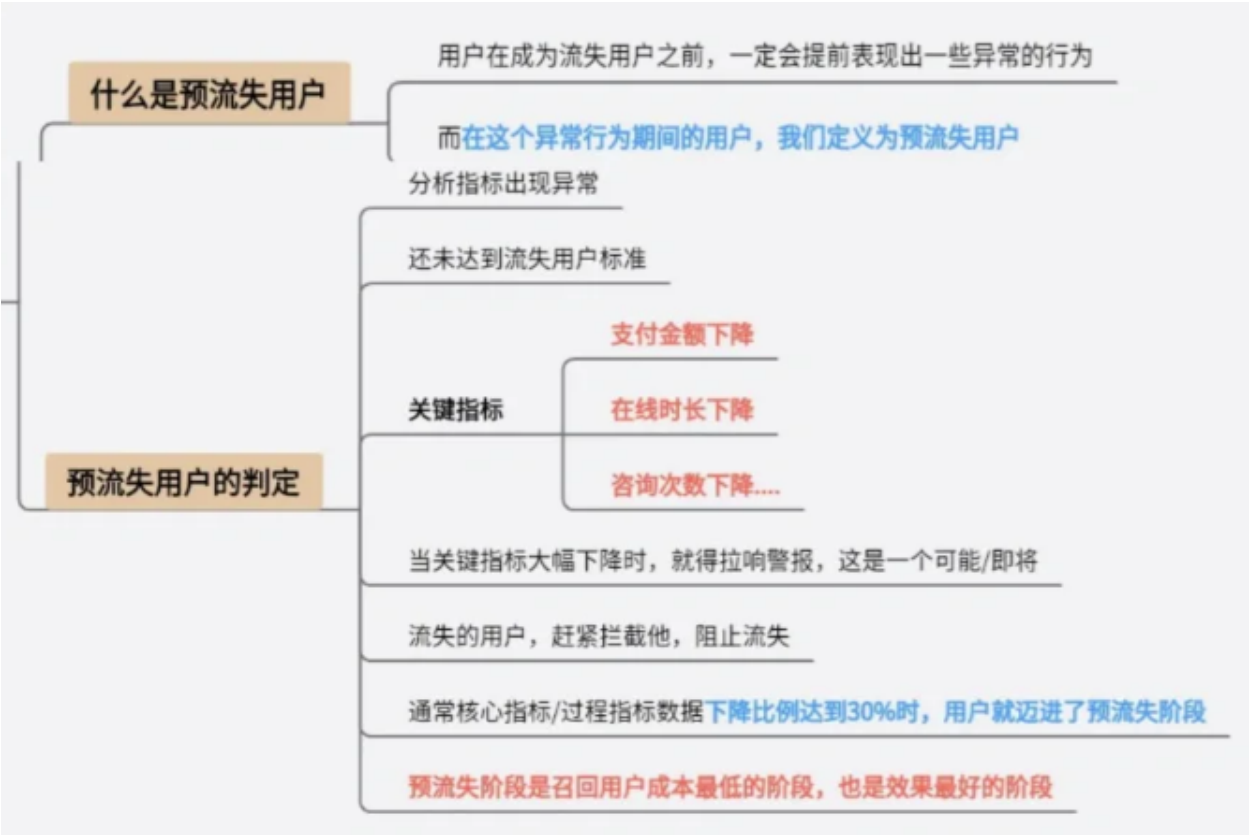 什么是预流失用户
用户在成为流失用户之前，一定会提前表现出一些异常的行为
而在这个异常行为期间的用户，我们定义为预流失用户
预流失用户的判定
分析指标出现异常
还未达到流失用户标准
关键指标
支付金额下降
在线时长下降
咨询次数下降....
当关键指标大幅下降时，就得拉响警报，这是一个可能/即将
流失的用户，赶紧拦截他，阻止流失
通常核心指标/过程指标数据下降比例达到30%时，用户就迈进了预流失阶段
预流失阶段是召回用户成本最低的阶段，也是效果最好的阶段